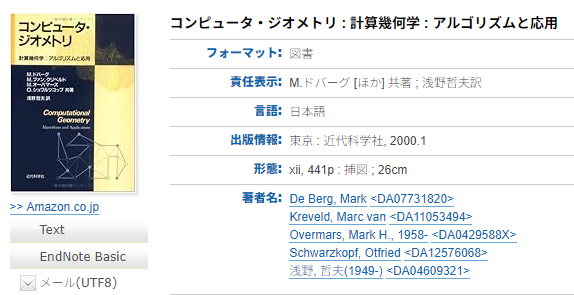 コンピュータ・
ジオメトリ
計算幾何学：アルゴリズムと応用
M.ドバーグ
M.ファン.クリベルド
M.オーバマーズ
O.シュワルツコップ 共著
浅野哲夫 訳
Computational
Geometry
Algorithms and Applications
近代科学社
>> Amazon.co.jp
Text
EndNote Basic
メール(UTF8)
コンピュータ・ジオメトリ : 計算幾何学 : アルゴリズムと応用
フォーマット: 図書
責任表示: M.ドバーグ [ほか] 共著 ; 浅野哲夫訳
言語: 日本語
出版情報: 東京 : 近代科学社, 2000.1
形態: xii, 441p : 挿図 ; 26cm
著者名: De Berg, Mark <DA07731820>
Kreveld, Marc van <DA11053494>
Overmars, Mark H., 1958- <DA0429588X>
Schwarzkopf, Otfried <DA12576068>
浅野, 哲夫(1949-) <DA04609321>